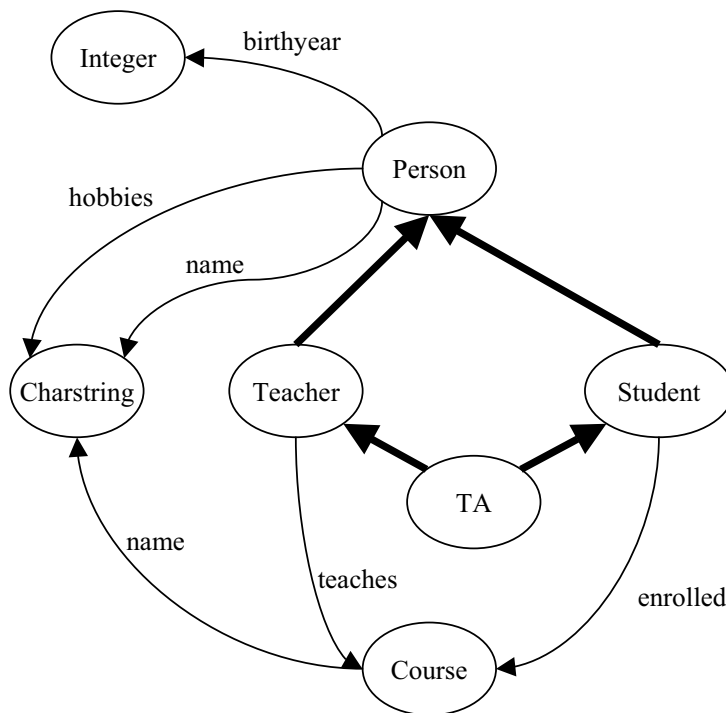 birthyear
Integer
Person
hobbies
name
Charstring
Teacher
Student
TA
name
teaches
enrolled
Course